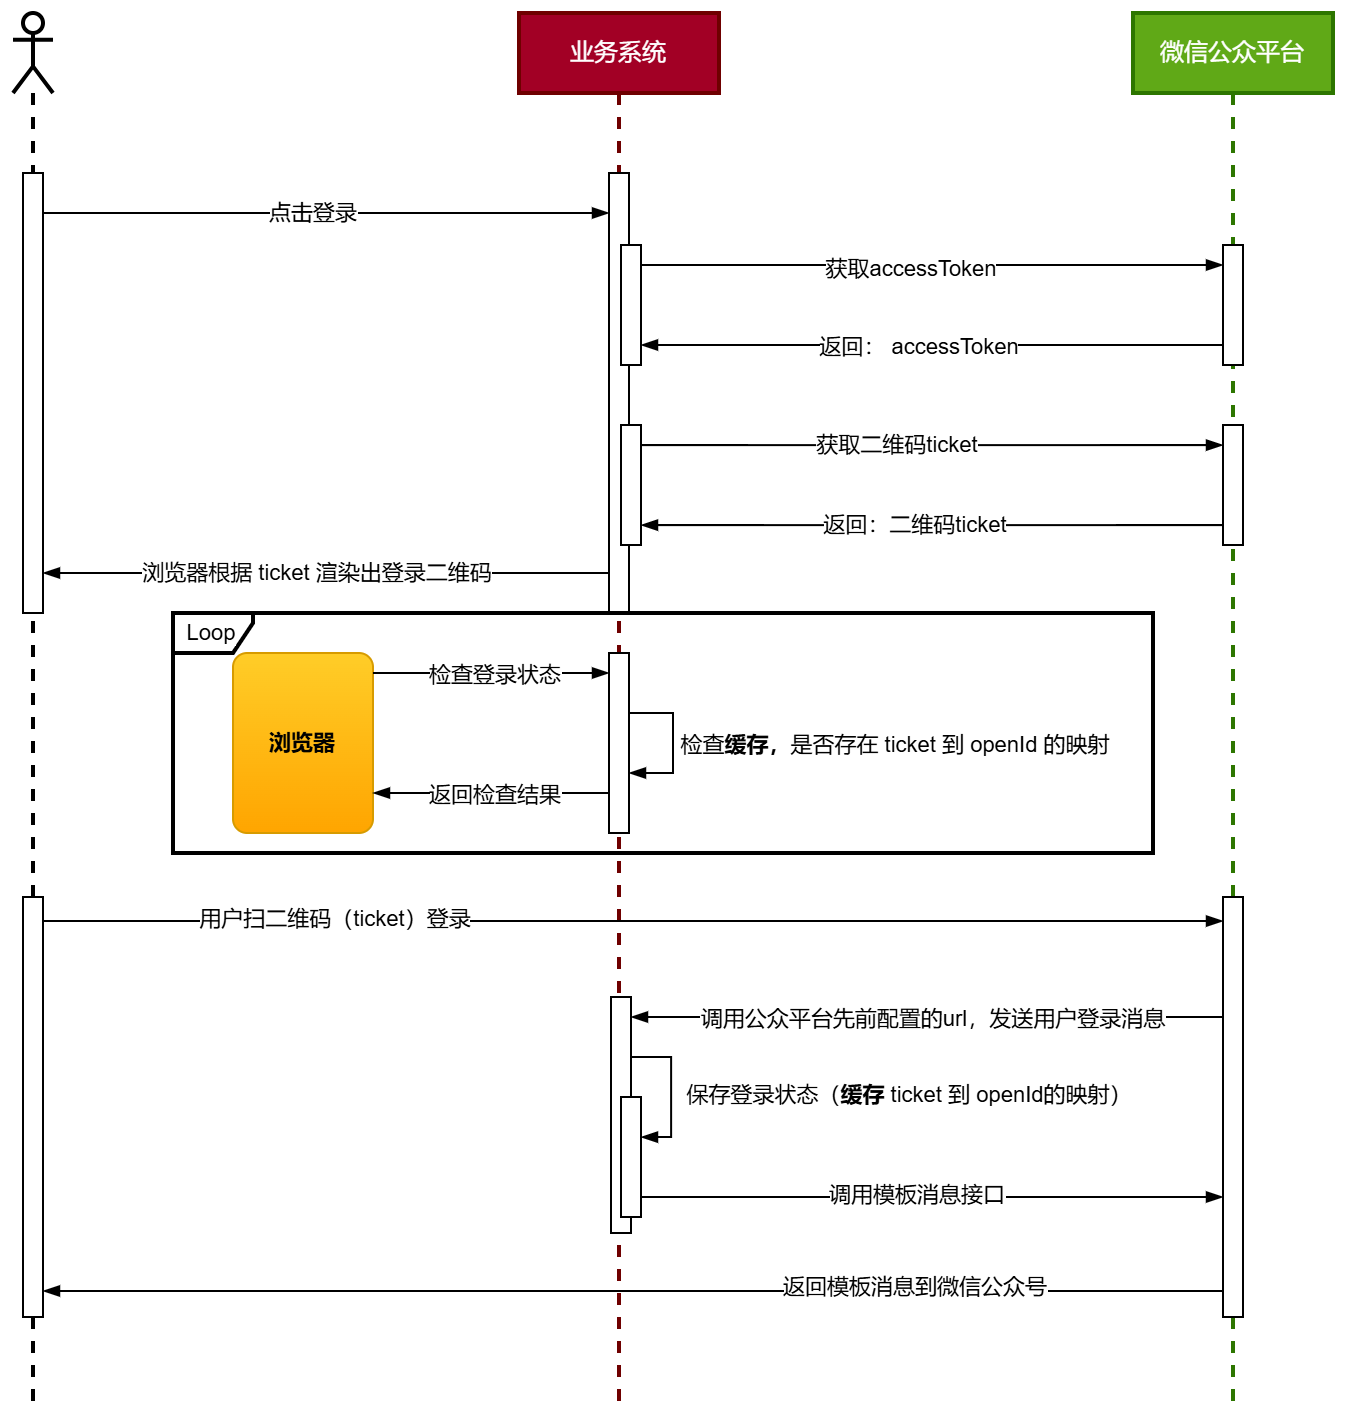 业务系统
微信公众平台
点击登录
获取accessToken
返回： accessToken
获取二维码ticket
返回：二维码ticket
浏览器根据 ticket 渲染出登录二维码
Loop
检查登录状态
浏览器
检查缓存，是否存在 ticket 到 openId 的映射
返回检查结果
用户扫二维码（ticket）登录
调用公众平台先前配置的url，发送用户登录消息
保存登录状态（缓存 ticket 到 openId的映射）
调用模板消息接口
返回模板消息到微信公众号